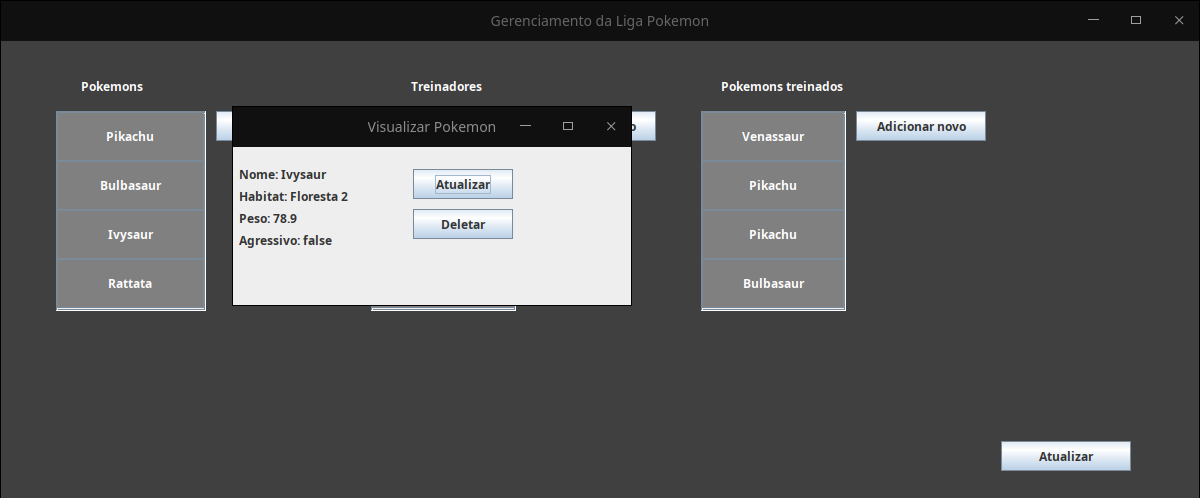 Gerenciamento da Liga Pokemon
Pokemons
Treinadores
Pokemons treinados
Pikachu
Bulbasaur
Ivysaur
Rattata
Visualizar Pokemon
Nome: Ivysaur
Habitat: Floresta 2
Peso: 78.9
Agressivo: false
Atualizar
Deletar
Venassaur
Pikachu
Pikachu
Bulbasaur
Adicionar novo
Atualizar